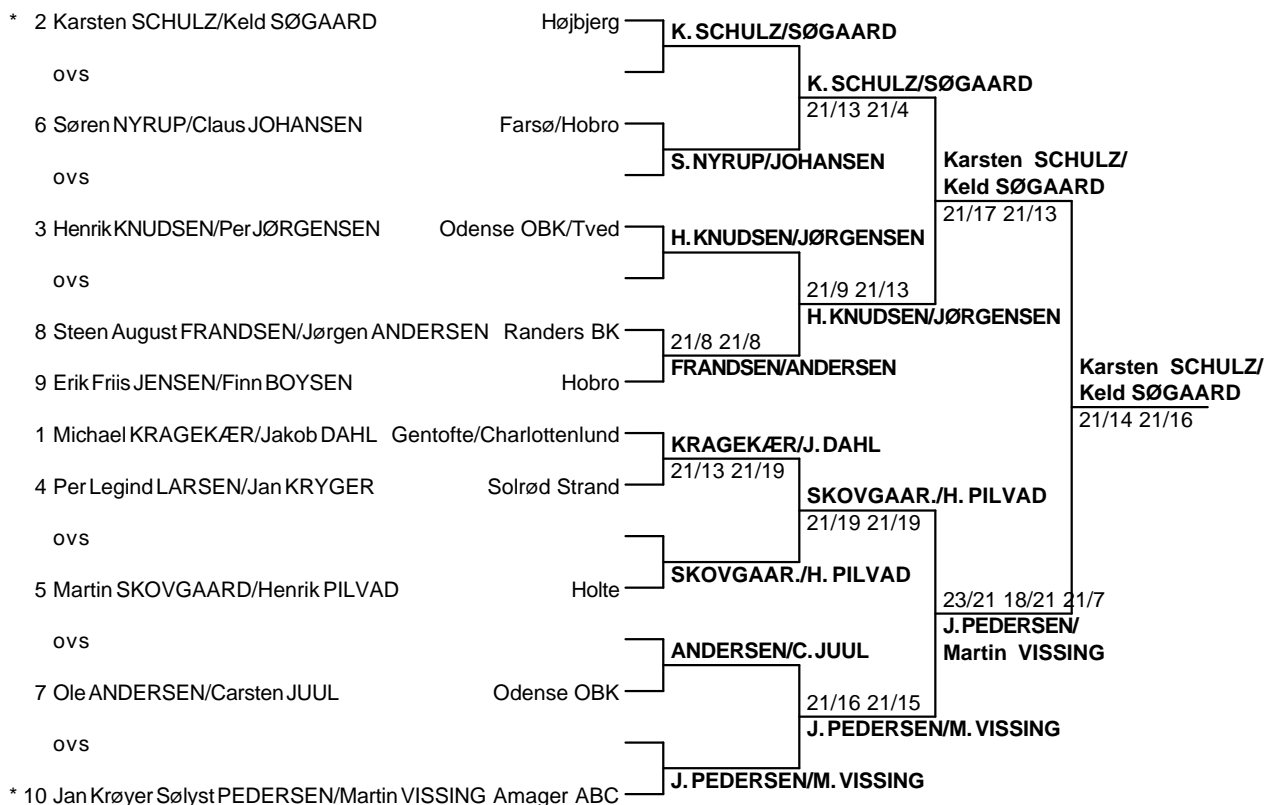 * 2 Karsten SCHULZ/Keld SØGAARD Højbjerg
K. SCHULZ/SØGAARD
ovs
K. SCHULZ/SØGAARD
21/13 21/4
6 Søren NYRUP/Claus JOHANSEN Farsø/Hobro
S. NYRUP/JOHANSEN
ovs
Karsten SCHULZ/
Keld SØGAARD
21/17 21/13
3 Henrik KNUDSEN/Per JØRGENSEN Odense OBK/Tved
H. KNUDSEN/JØRGENSEN
ovs
21/9 21/13
H. KNUDSEN/JØRGENSEN
8 Steen August FRANDSEN/Jørgen ANDERSEN Randers BK
21/8 21/8
FRANDSEN/ANDERSEN
9 Erik Friis JENSEN/Finn BOYSEN Hobro
Karsten SCHULZ/
Keld SØGAARD
21/14 21/16
1 Michael KRAGEKÆR/Jakob DAHL Gentofte/Charlottenlund
KRAGEKÆR/J. DAHL
21/13 21/19
4 Per Legind LARSEN/Jan KRYGER Solrød Strand
SKOVGAAR./H. PILVAD
21/19 21/19
ovs
SKOVGAAR./H. PILVAD
5 Martin SKOVGAARD/Henrik PILVAD Holte
23/21 18/21 21/7
J. PEDERSEN/
Martin VISSING
ovs
ANDERSEN/C. JUUL
7 Ole ANDERSEN/Carsten JUUL Odense OBK
21/16 21/15
J. PEDERSEN/M. VISSING
ovs
J. PEDERSEN/M. VISSING
* 10 Jan Krøyer Sølyst PEDERSEN/Martin VISSING Amager ABC